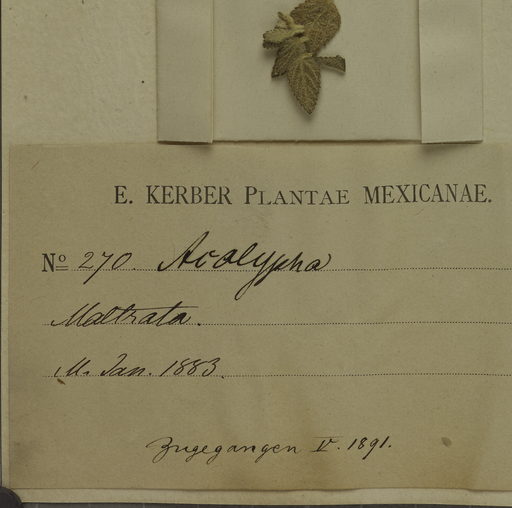 E. KERBER PLANTAE MEXICANAE.
No 270. Acalypha
Maltrata.
M. Jan. 1883.
Zugegangen V. 1891.